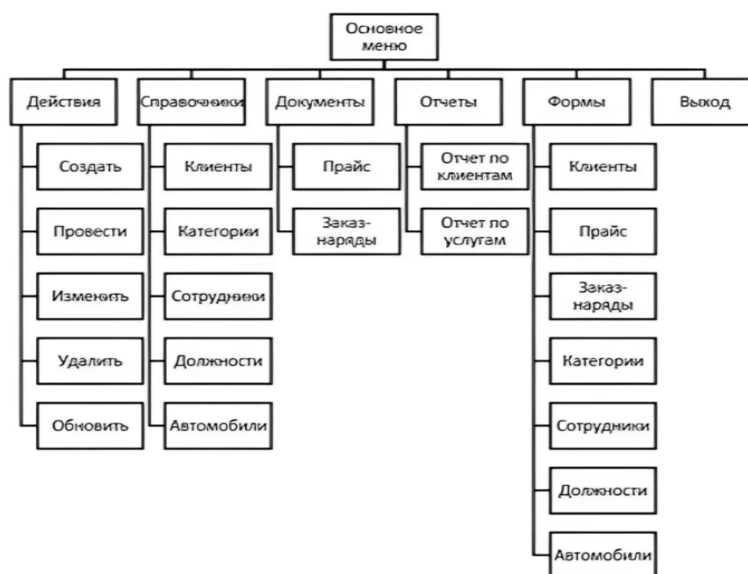 Основное
меню
Действия
Справочники
Документы
Отчеты
Формы
Выход
Создать
Провести
Изменить
Удалить
Обновить
Клиенты
Категории
Сотрудники
Должности
Автомобили
Прайс
Заказ-
наряды
Отчет по
клиентам
Отчет по
услугам
Клиенты
Прайс
Заказ-
наряды
Категории
Сотрудники
Должности
Автомобили